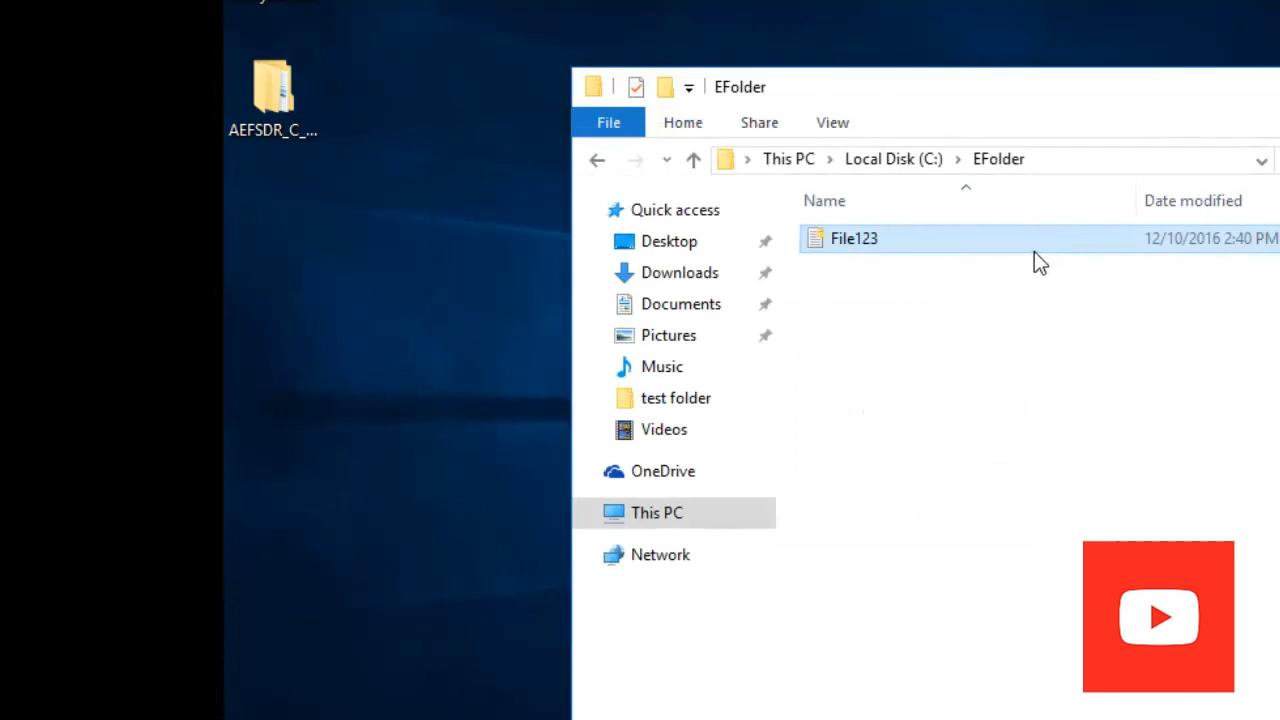 AEFSDR_C_...
EFolder
File Home Share View
This PC Local Disk (C:) EFolder
Name Date modified
File123 12/10/2016 2:40 PM
Quick access
Desktop
Downloads
Documents
Pictures
Music
test folder
Videos
OneDrive
This PC
Network